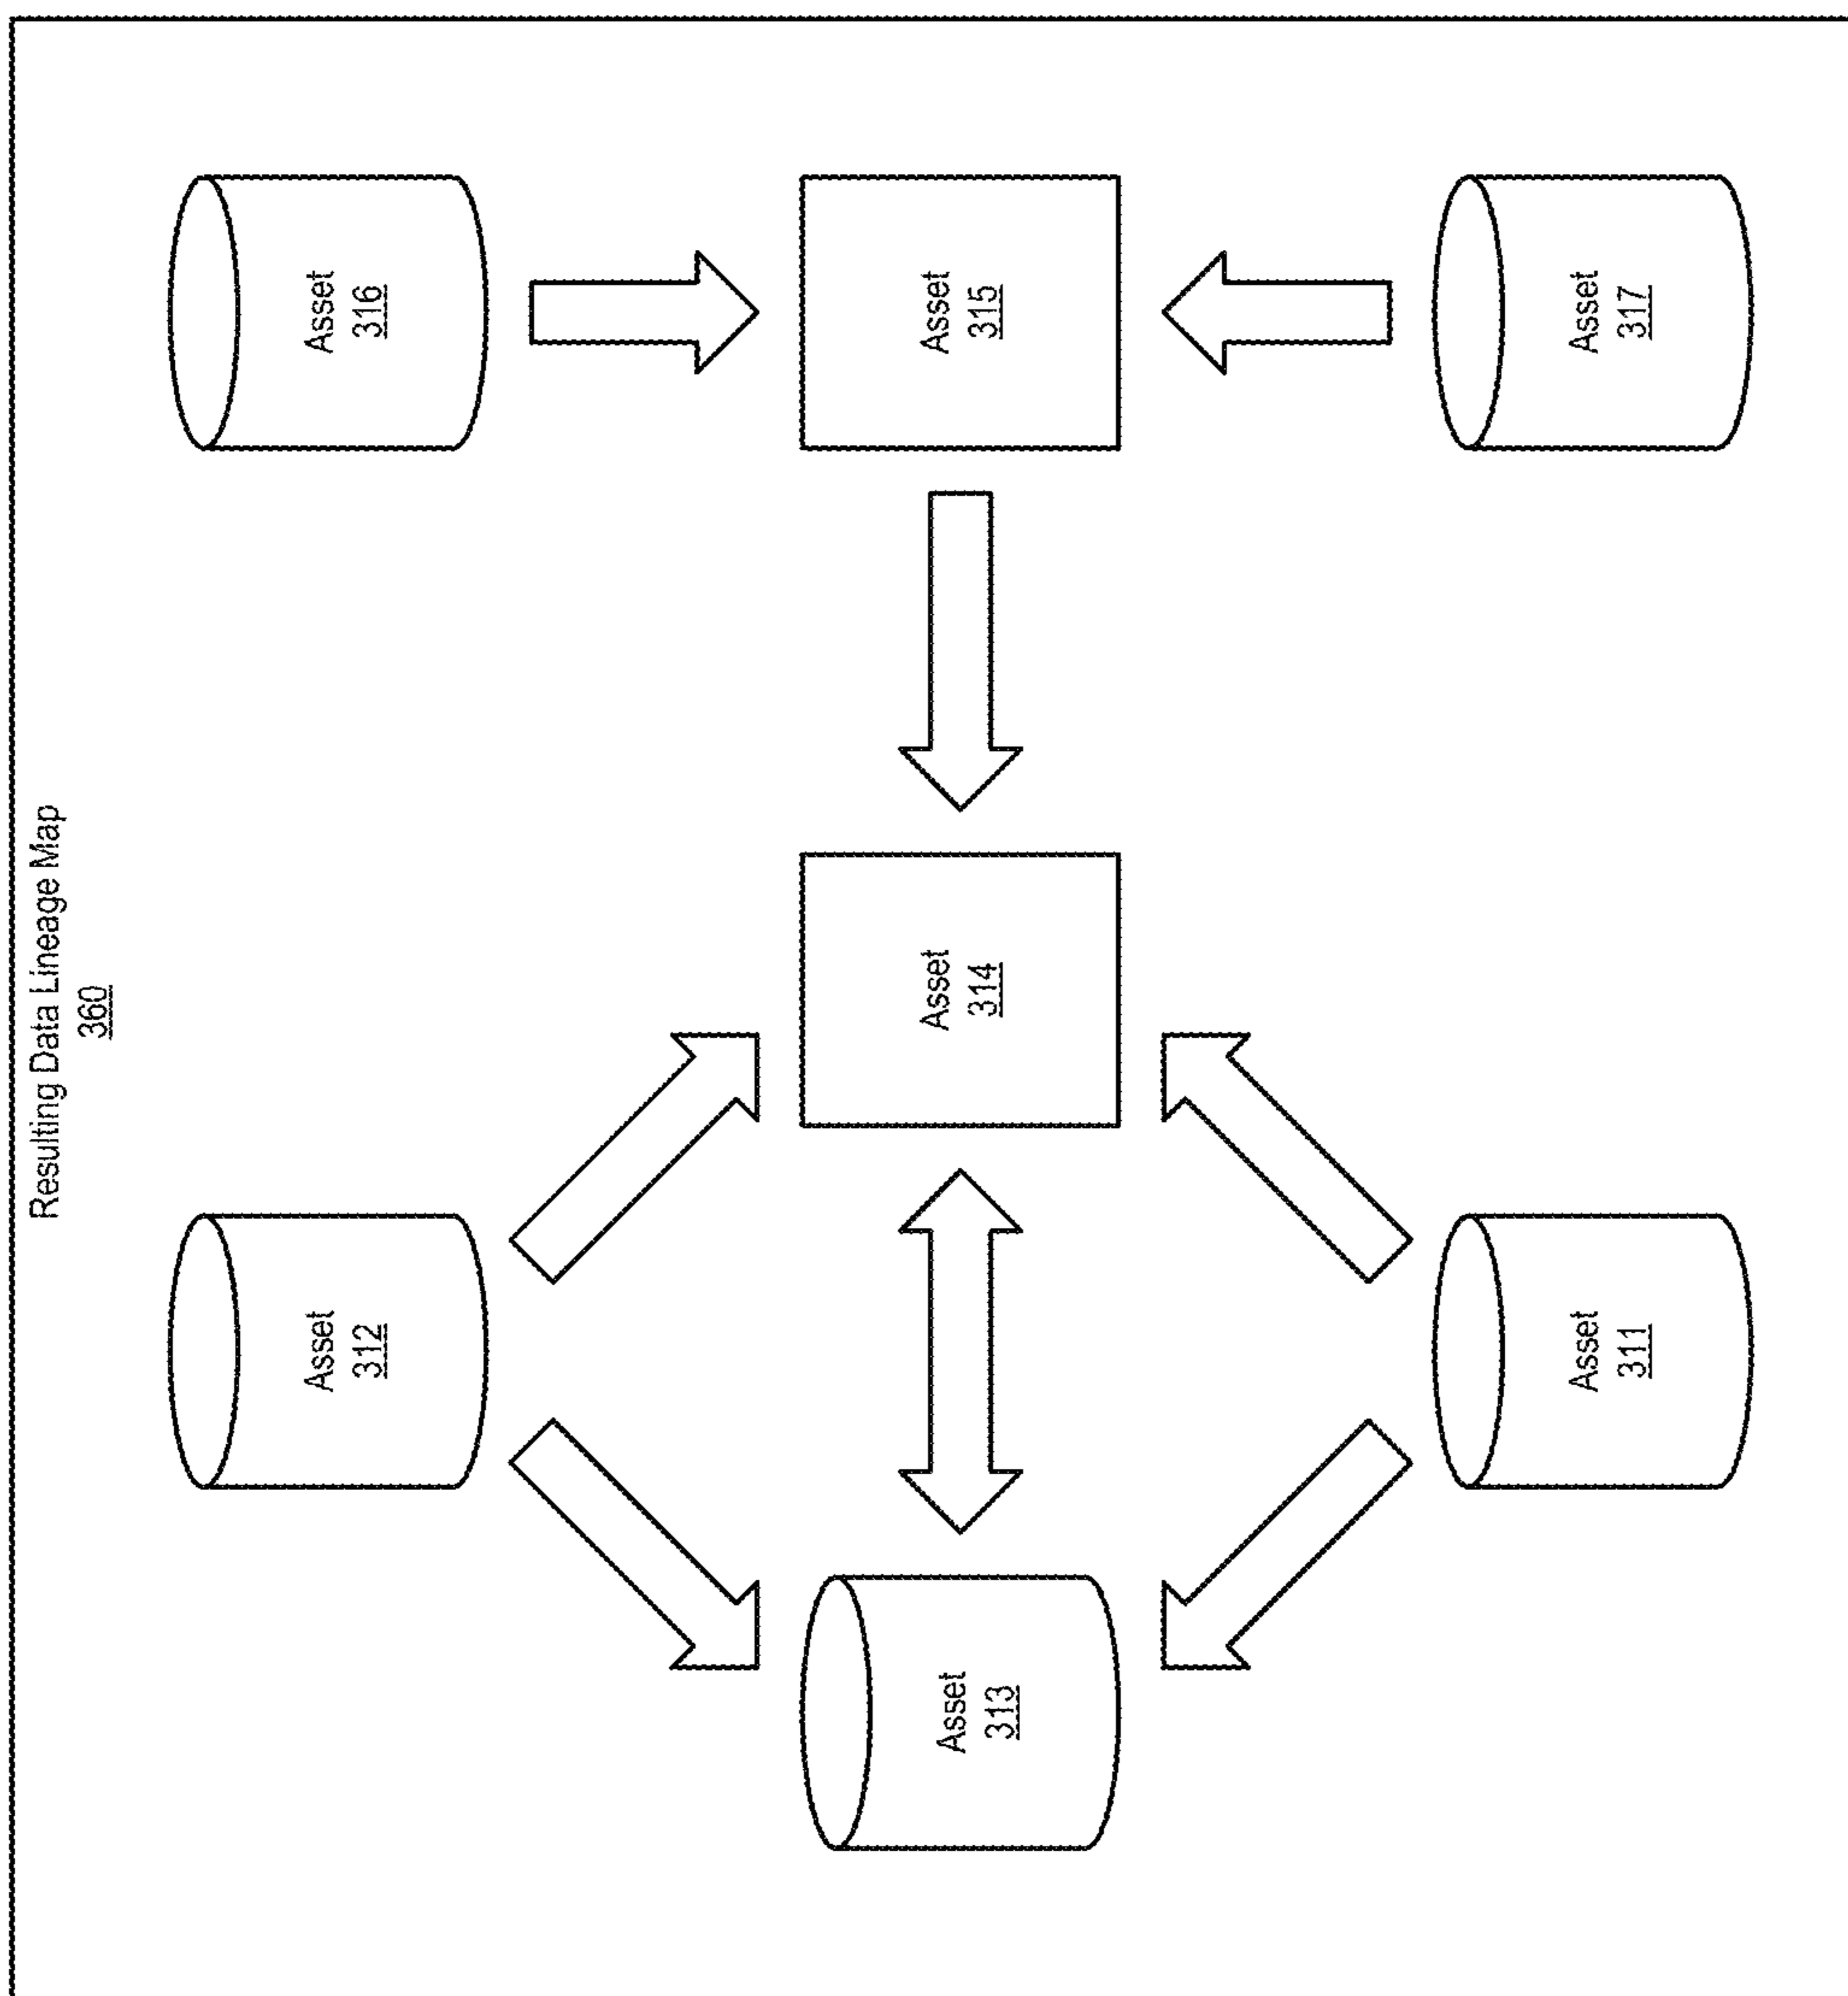 Resulting Data Lineage Map
360
Asset
312
Asset
316
Asset
313
Asset
314
Asset
315
Asset
311
Asset
317